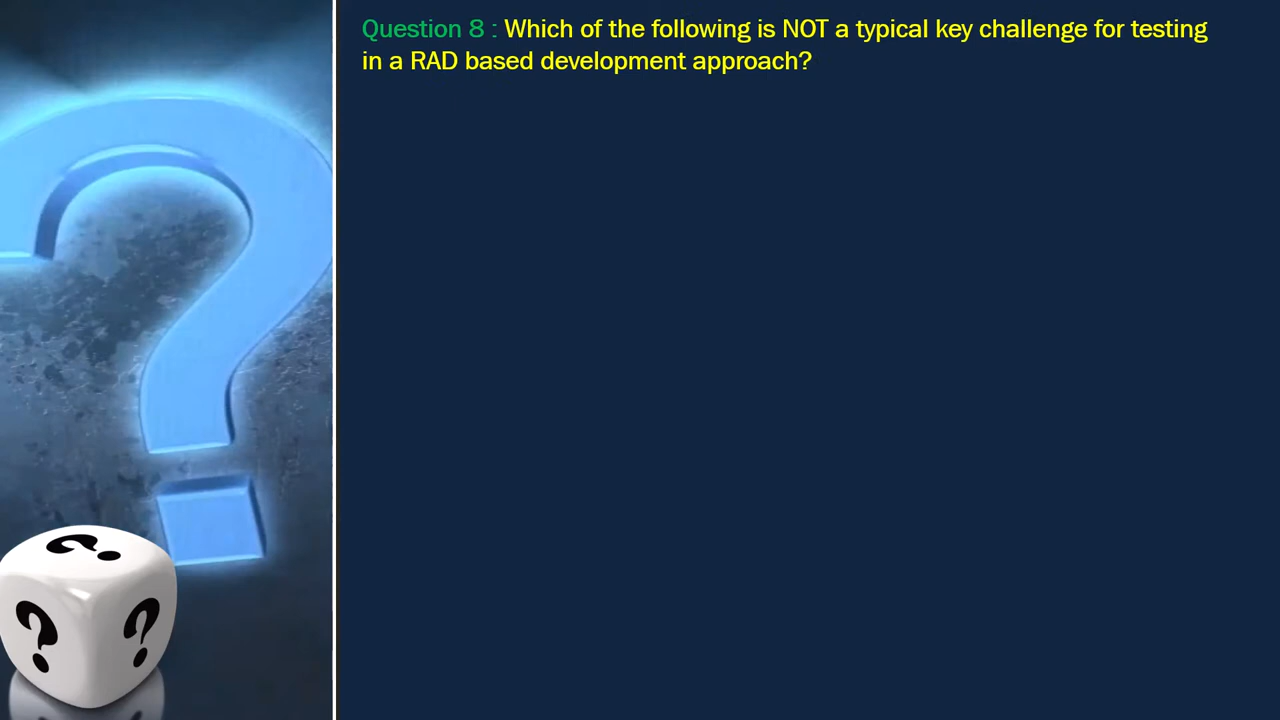 Question 8 : Which of the following is NOT a typical key challenge for testing
in a RAD based development approach?